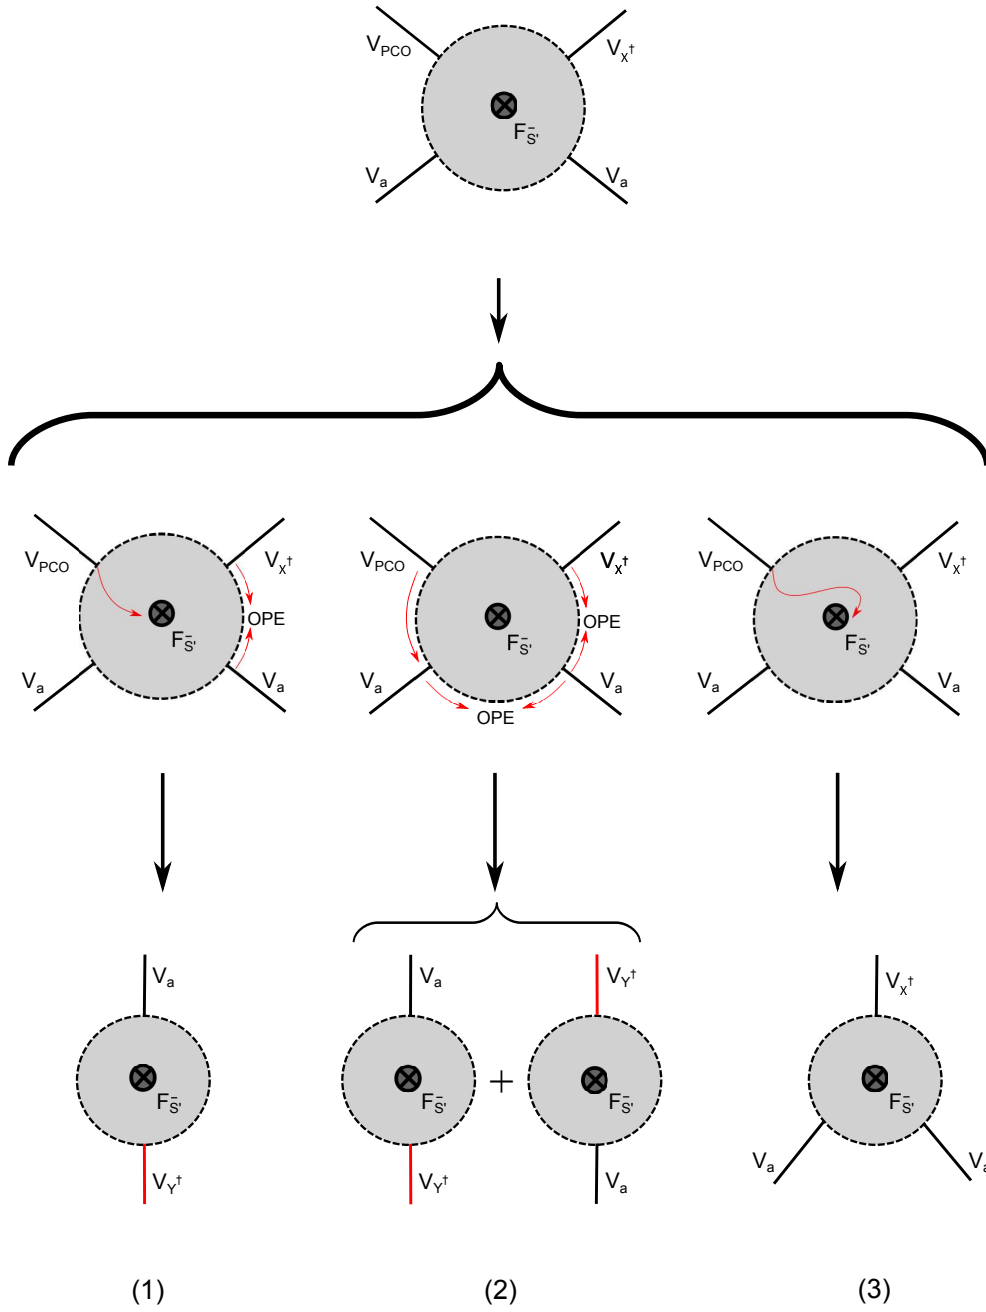 V_PCO V_X†
F_S̄'
V_a V_a
V_PCO V_X† V_PCO V_X† V_PCO V_X†
OPE OPE
F_S̄' F_S̄' F_S̄'
V_a V_a V_a V_a V_a V_a
OPE
V_a V_a V_Y† V_X†
F_S̄' + F_S̄' F_S̄'
V_a V_a
V_Y† V_Y† V_a
F_S̄'
(1) (2) (3)